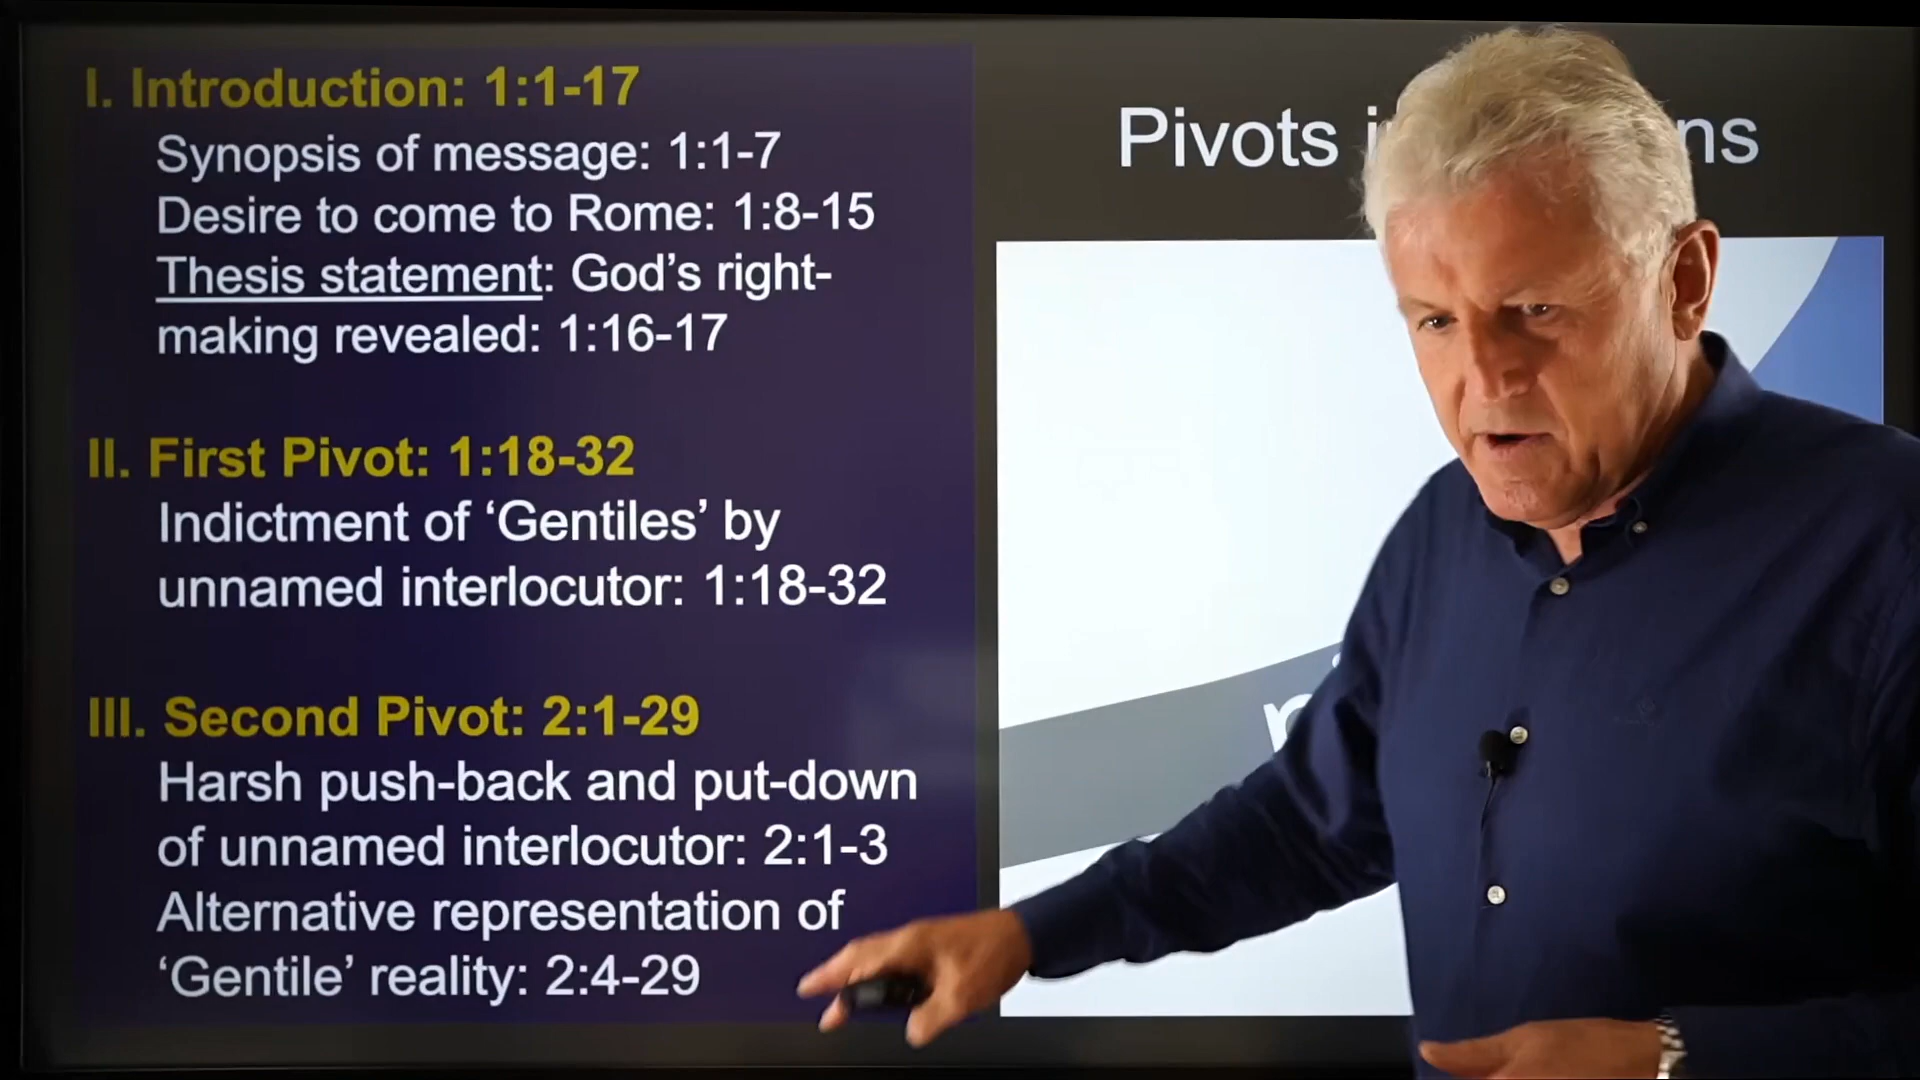 I. Introduction: 1:1-17
Synopsis of message: 1:1-7
Desire to come to Rome: 1:8-15
Thesis statement: God’s right-
making revealed: 1:16-17
II. First Pivot: 1:18-32
Indictment of ‘Gentiles’ by
unnamed interlocutor: 1:18-32
III. Second Pivot: 2:1-29
Harsh push-back and put-down
of unnamed interlocutor: 2:1-3
Alternative representation of
‘Gentile’ reality: 2:4-29
Pivots